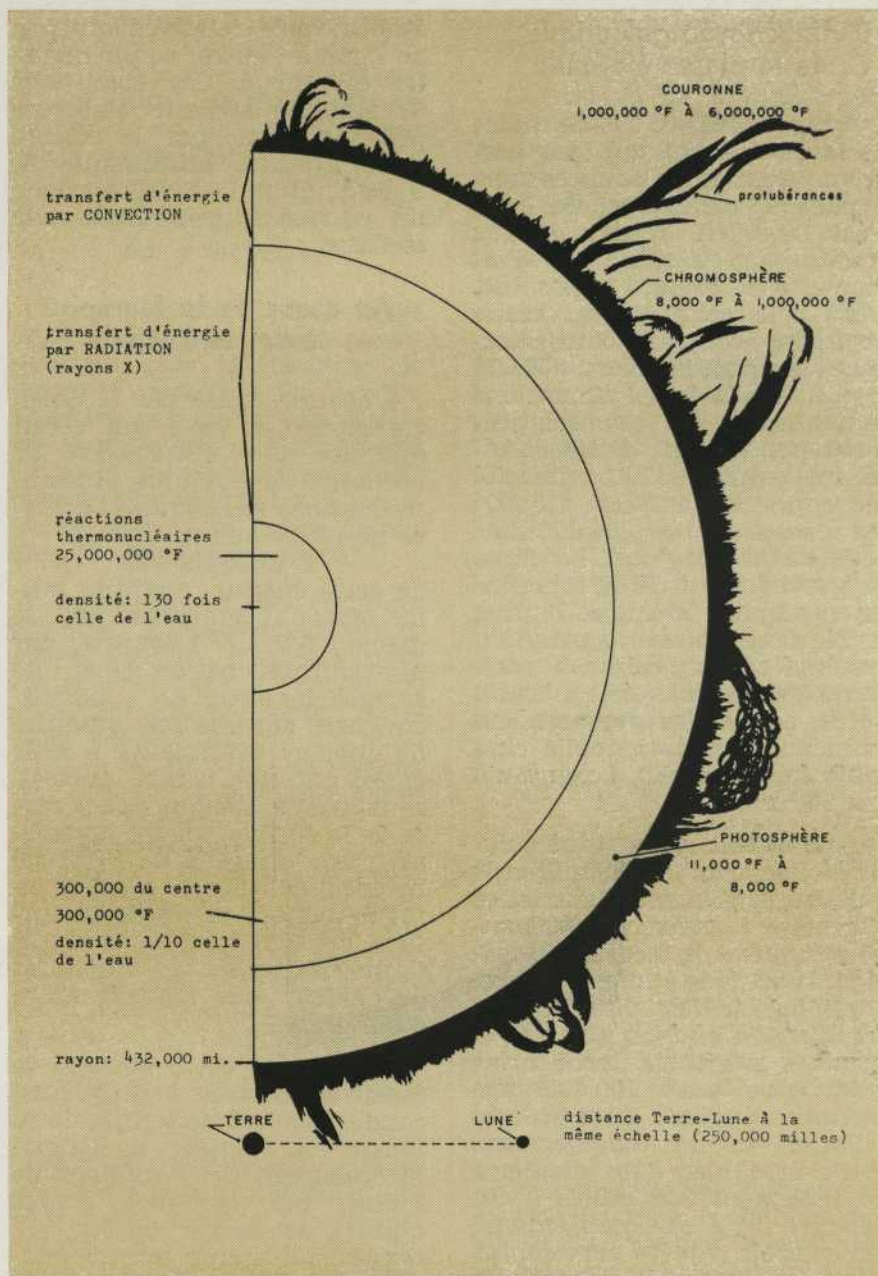 COURONNE
1,000,000 °F À 6,000,000 °F
protubérances
transfert d'énergie
par CONVECTION
CHROMOSPHÈRE
8,000 °F À 1,000,000 °F
transfert d'énergie
par RADIATION
(rayons X)
réactions
thermonucléaires
25,000,000 °F
densité: 130 fois
celle de l'eau
PHOTOSPHÈRE
11,000 °F À
8,000 °F
300,000 du centre
300,000 °F
densité: 1/10 celle
de l'eau
rayon: 432,000 mi.
TERRE
LUNE
distance Terre-Lune À la
même échelle (250,000 milles)